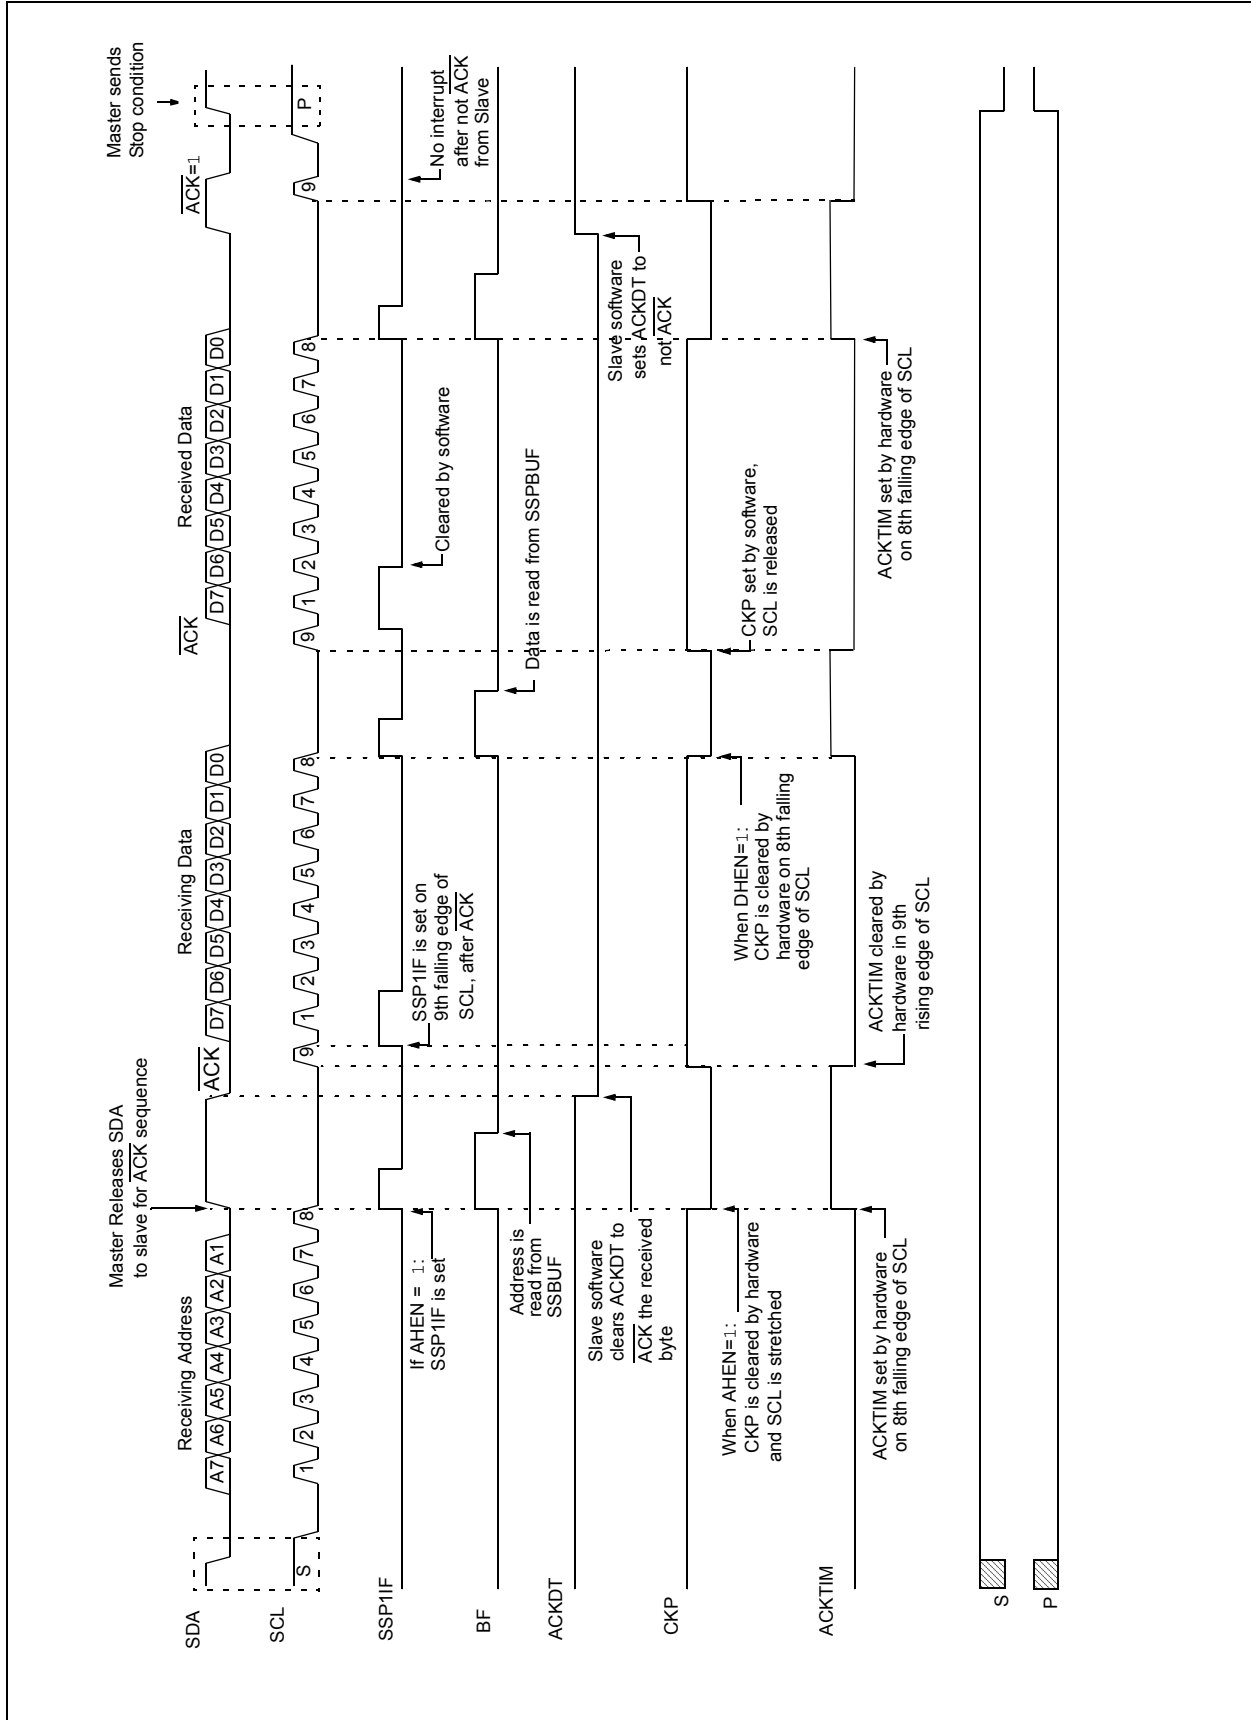 Master Releases SDA
to slave for ACK sequence
Master sends
Stop condition
Receiving Address
Receiving Data
Received Data
ACK
ACK
ACK=1
SDA
A7 A6 A5 A4 A3 A2 A1
D7 D6 D5 D4 D3 D2 D1 D0
D7 D6 D5 D4 D3 D2 D1 D0
SCL
S
1 2 3 4 5 6 7 8
9
1 2 3 4 5 6 7 8
9
1 2 3 4 5 6 7 8
9
P
SSP1IF
If AHEN = 1:
SSP1IF is set
SSP1IF is set on
9th falling edge of
SCL, after ACK
Cleared by software
No interrupt
after not ACK
from Slave
BF
Address is
read from
SSBUF
Data is read from SSPBUF
ACKDT
Slave software
clears ACKDT to
ACK the received
byte
Slave software
sets ACKDT to
not ACK
CKP
When AHEN=1:
CKP is cleared by hardware
and SCL is stretched
When DHEN=1:
CKP is cleared by
hardware on 8th falling
edge of SCL
CKP set by software,
SCL is released
ACKTIM
ACKTIM set by hardware
on 8th falling edge of SCL
ACKTIM cleared by
hardware in 9th
rising edge of SCL
ACKTIM set by hardware
on 8th falling edge of SCL
S
P